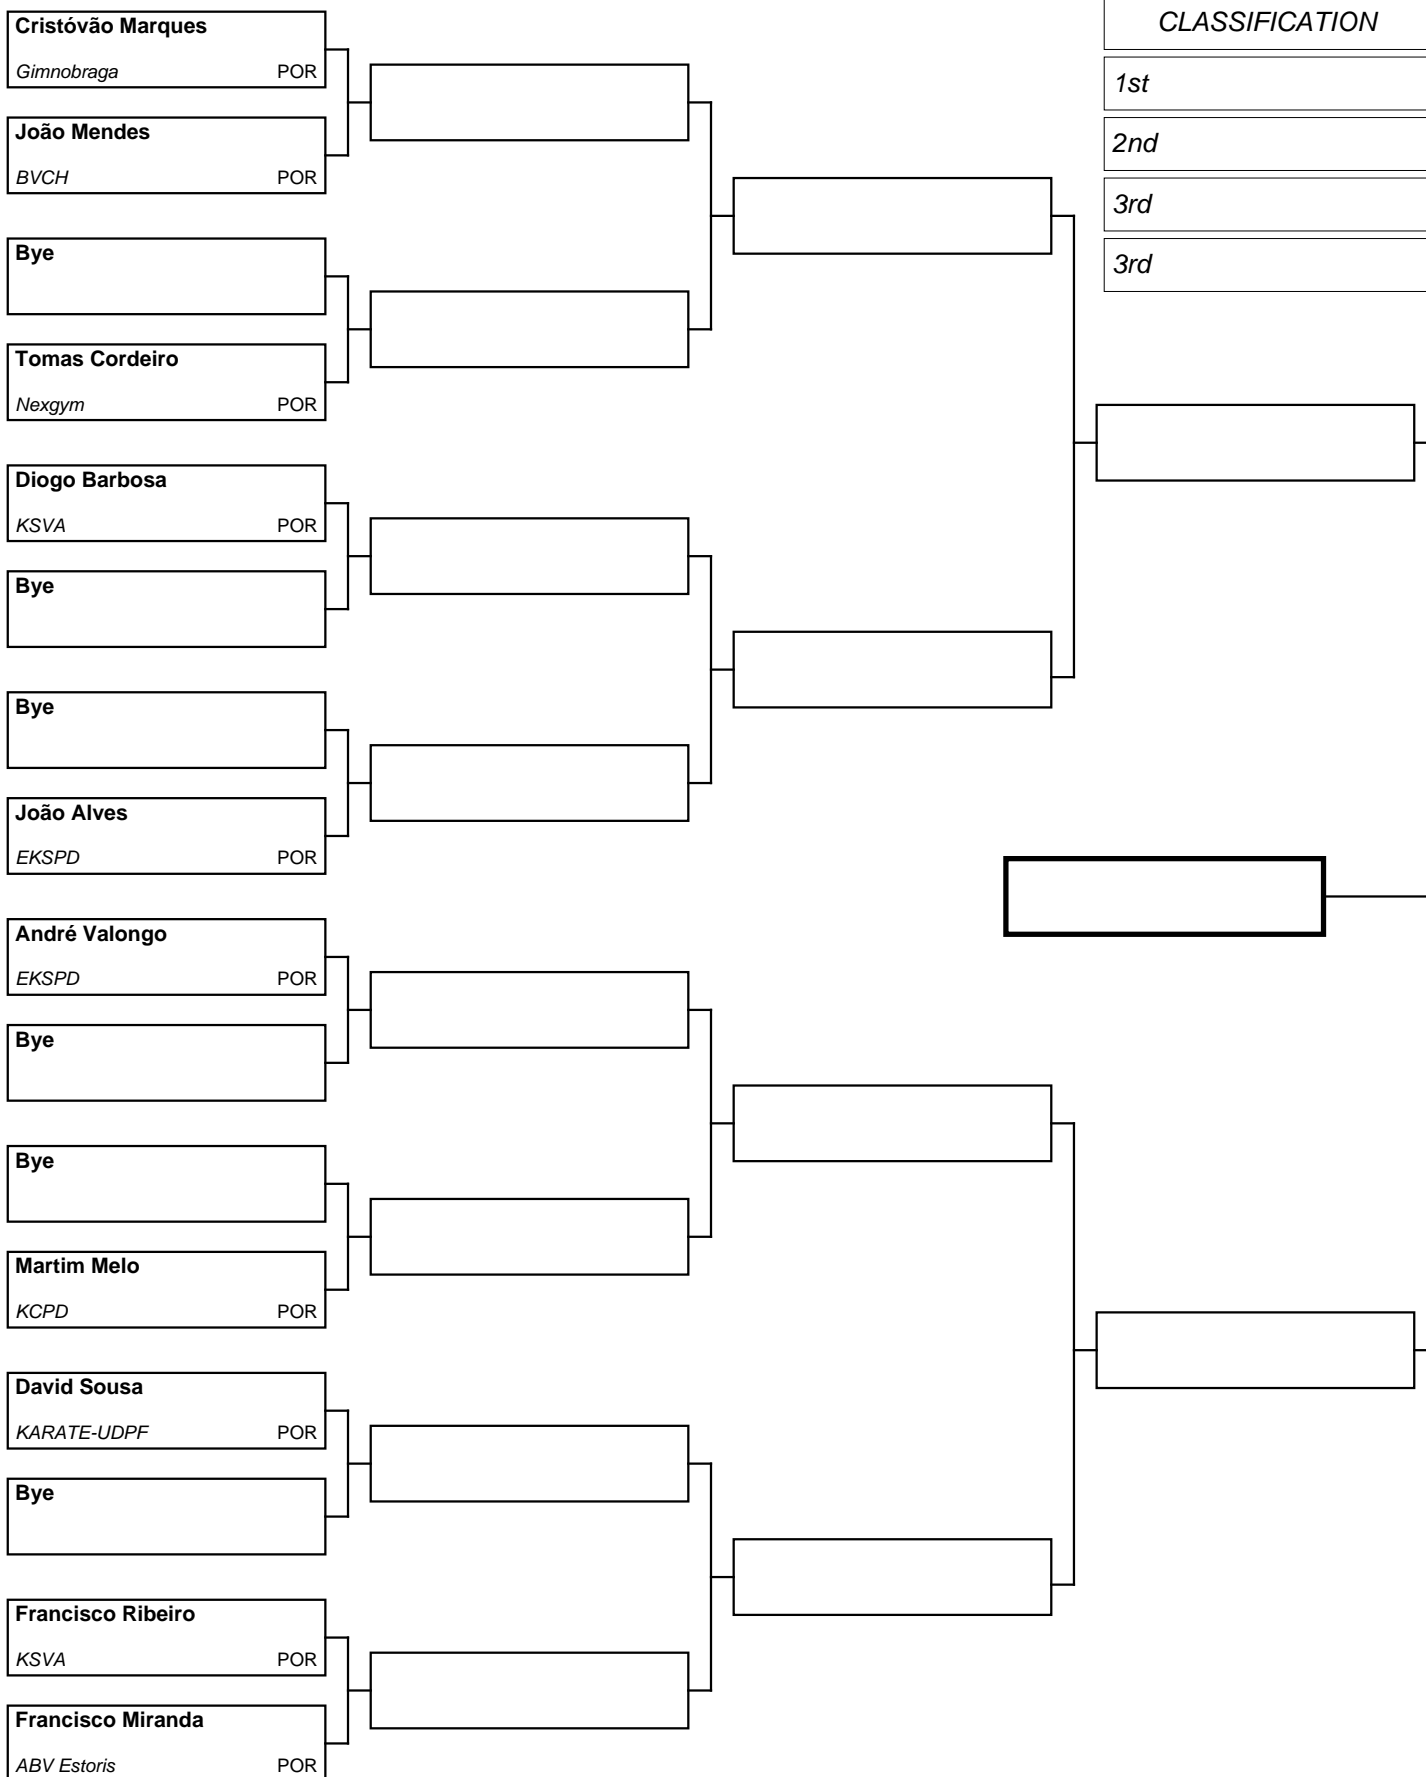 Cristóvão Marques
Gimnobraga POR
João Mendes
BVCH POR
Bye
Tomas Cordeiro
Nexgym POR
Diogo Barbosa
KSVA POR
Bye
Bye
João Alves
EKSPD POR
André Valongo
EKSPD POR
Bye
Bye
Martim Melo
KCPD POR
David Sousa
KARATE-UDPF POR
Bye
Francisco Ribeiro
KSVA POR
Francisco Miranda
ABV Estoris POR
CLASSIFICATION
1st
2nd
3rd
3rd